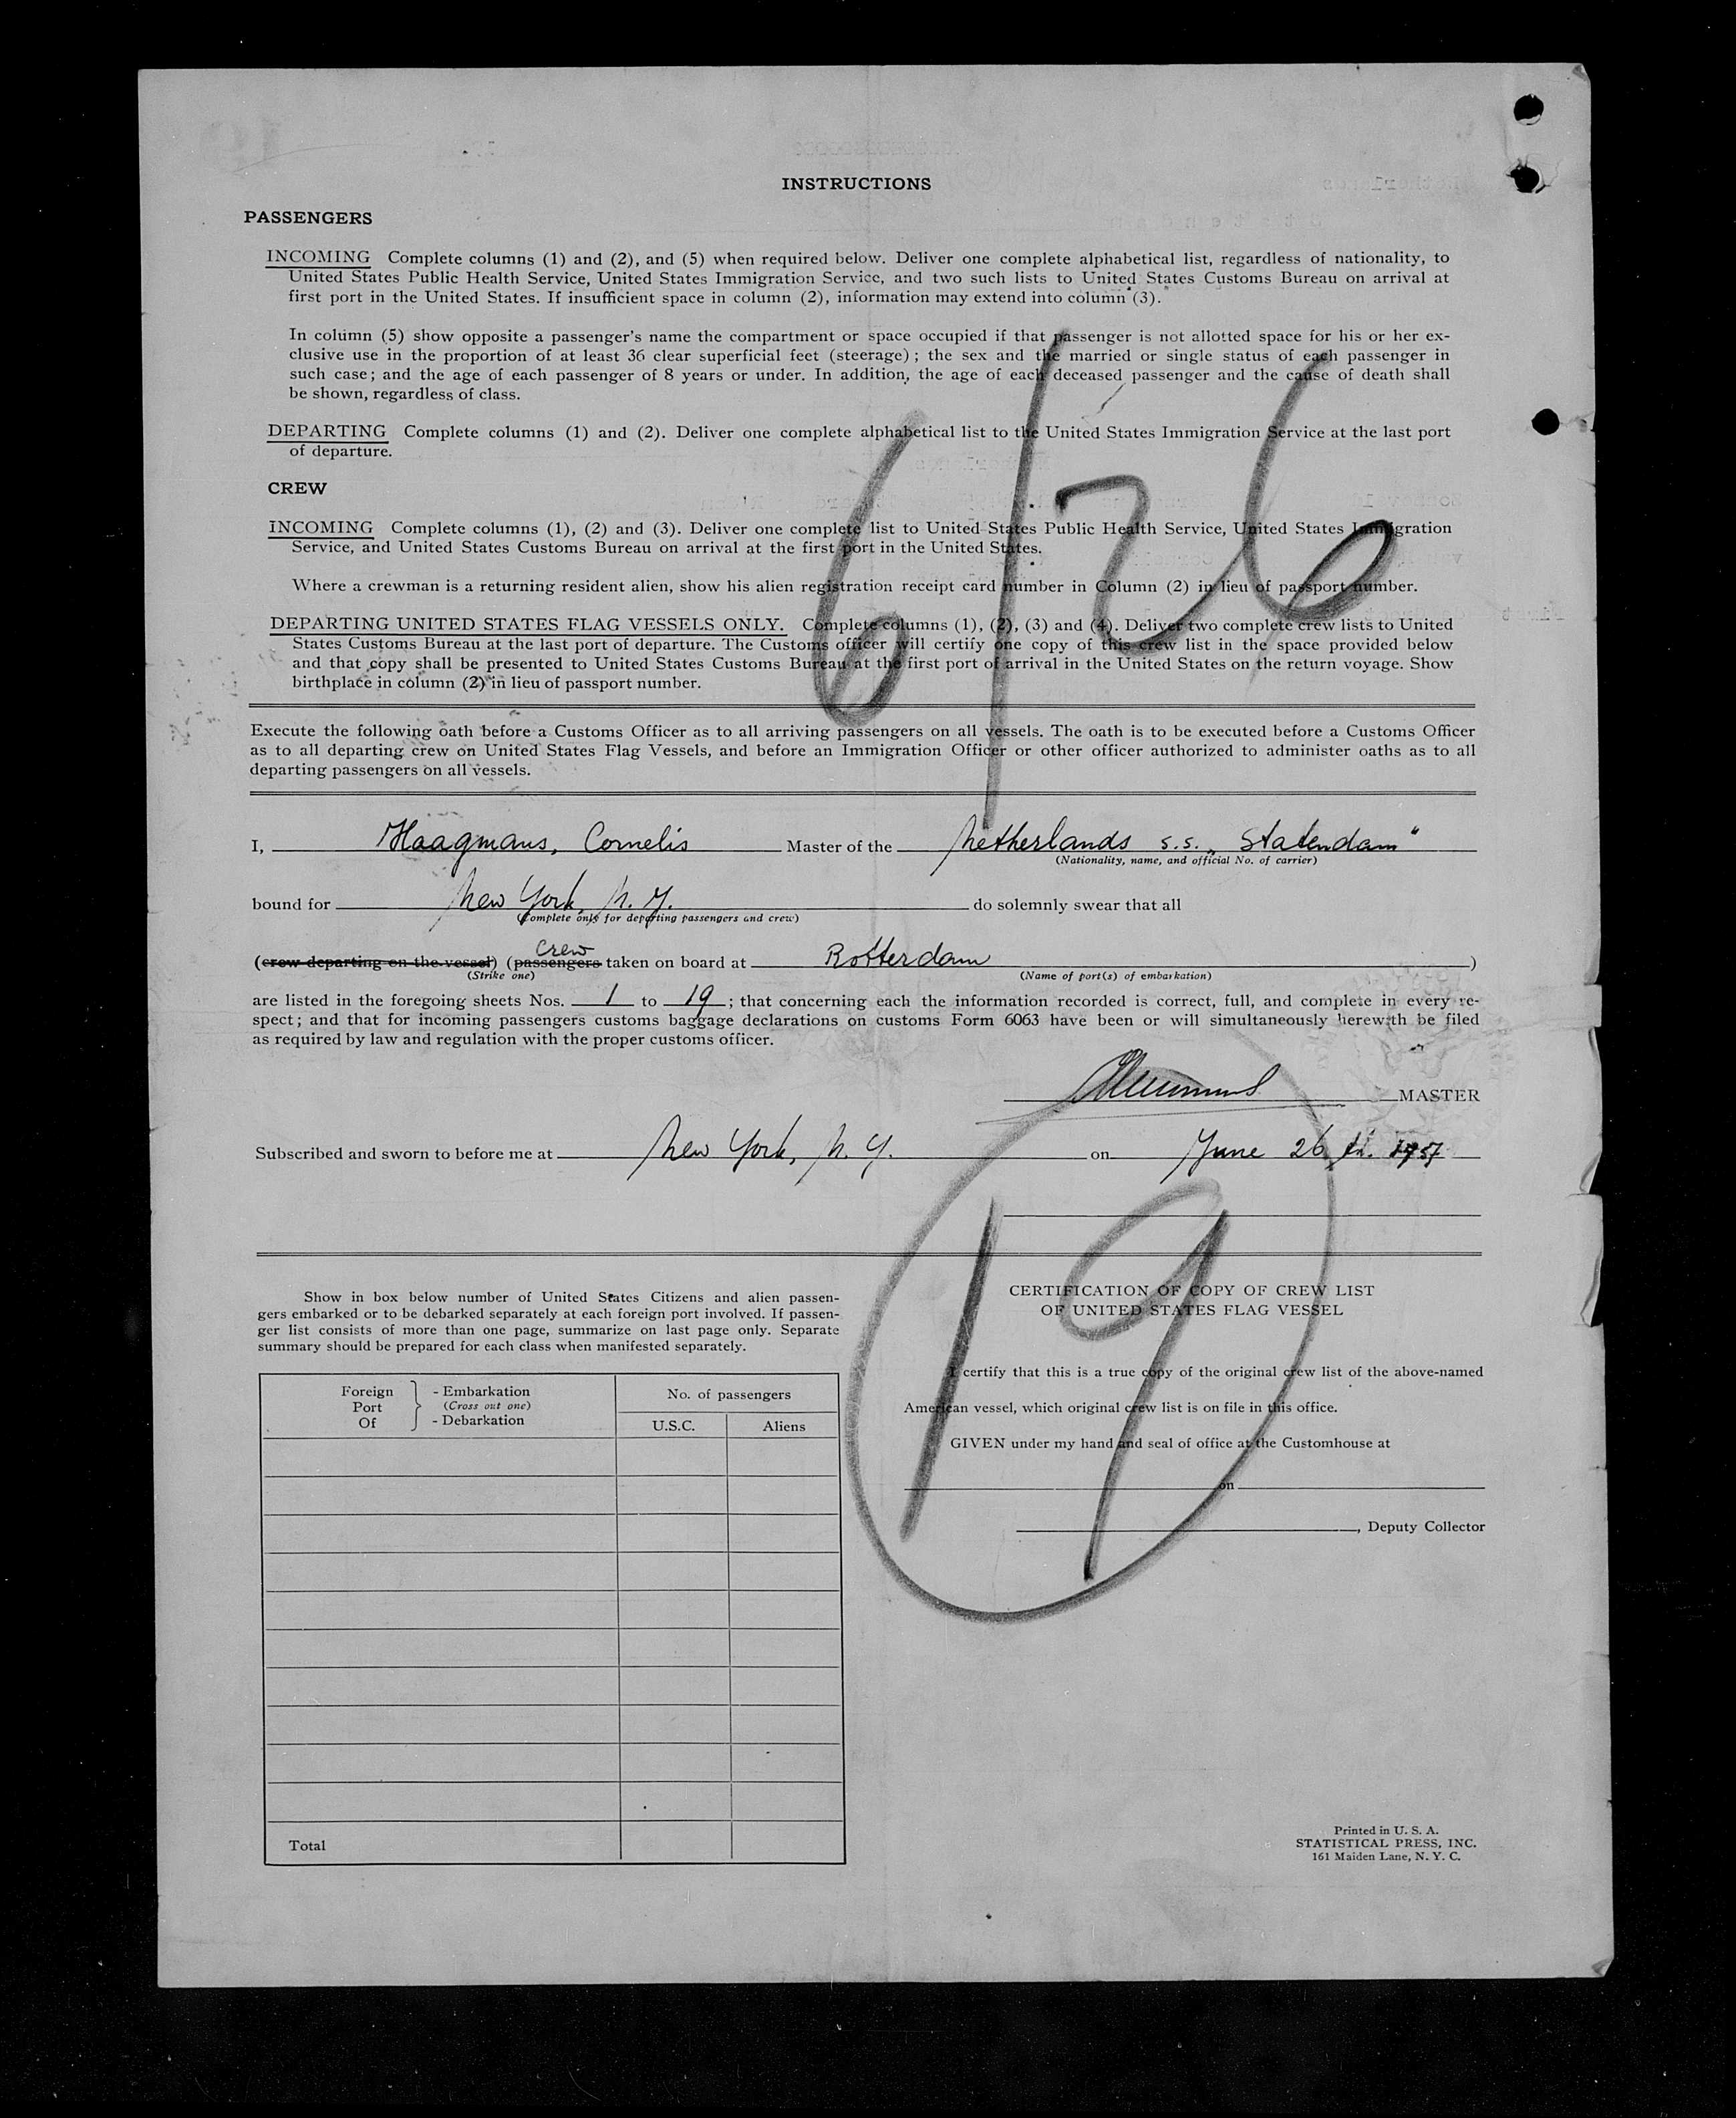 INSTRUCTIONS
PASSENGERS
INCOMING Complete columns (1) and (2), and (5) when required below. Deliver one complete alphabetical list, regardless of nationality, to
United States Public Health Service, United States Immigration Service, and two such lists to United States Customs Bureau on arrival at
first port in the United States. If insufficient space in column (2), information may extend into column (3).
In column (5) show opposite a passenger's name the compartment or space occupied if that passenger is not allotted space for his or her ex-
clusive use in the proportion of at least 36 clear superficial feet (steerage); the sex and the married or single status of each passenger in
such case; and the age of each passenger of 8 years or under. In addition, the age of each deceased passenger and the cause of death shall
be shown, regardless of class.
DEPARTING Complete columns (1) and (2). Deliver one complete alphabetical list to the United States Immigration Service at the last port
of departure.
CREW
INCOMING Complete columns (1), (2) and (3). Deliver one complete list to United States Public Health Service, United States Immigration
Service, and United States Customs Bureau on arrival at the first port in the United States.
Where a crewman is a returning resident alien, show his alien registration receipt card number in Column (2) in lieu of passport number.
DEPARTING UNITED STATES FLAG VESSELS ONLY. Complete columns (1), (2), (3) and (4). Deliver two complete crew lists to United
States Customs Bureau at the last port of departure. The Customs officer will certify one copy of this crew list in the space provided below
and that copy shall be presented to United States Customs Bureau at the first port of arrival in the United States on the return voyage. Show
birthplace in column (2) in lieu of passport number.
6/26
Execute the following oath before a Customs Officer as to all arriving passengers on all vessels. The oath is to be executed before a Customs Officer
as to all departing crew on United States Flag Vessels, and before an Immigration Officer or other officer authorized to administer oaths as to all
departing passengers on all vessels.
I, Haagmans, Cornelis Master of the Netherlands s.s. „Statendam"
(Nationality, name, and official No. of carrier)
bound for New York, N.Y. do solemnly swear that all
(Complete only for departing passengers and crew)
crew
(crew departing on the vessel) (passengers taken on board at Rotterdam)
(Strike one) (Name of port(s) of embarkation)
are listed in the foregoing sheets Nos. 1 to 19; that concerning each the information recorded is correct, full, and complete in every re-
spect; and that for incoming passengers customs baggage declarations on customs Form 6063 have been or will simultaneously herewith be filed
as required by law and regulation with the proper customs officer.
MASTER
Subscribed and sworn to before me at New York, N.Y. on June 26 th. 1957
19
Show in box below number of United States Citizens and alien passen-
gers embarked or to be debarked separately at each foreign port involved. If passen-
ger list consists of more than one page, summarize on last page only. Separate
summary should be prepared for each class when manifested separately.
Foreign Port Of } - Embarkation (Cross out one) - Debarkation
No. of passengers
U.S.C. Aliens
Total
CERTIFICATION OF COPY OF CREW LIST
OF UNITED STATES FLAG VESSEL
I certify that this is a true copy of the original crew list of the above-named
American vessel, which original crew list is on file in this office.
GIVEN under my hand and seal of office at the Customhouse at
on
, Deputy Collector
Printed in U. S. A.
STATISTICAL PRESS, INC.
161 Maiden Lane, N. Y. C.